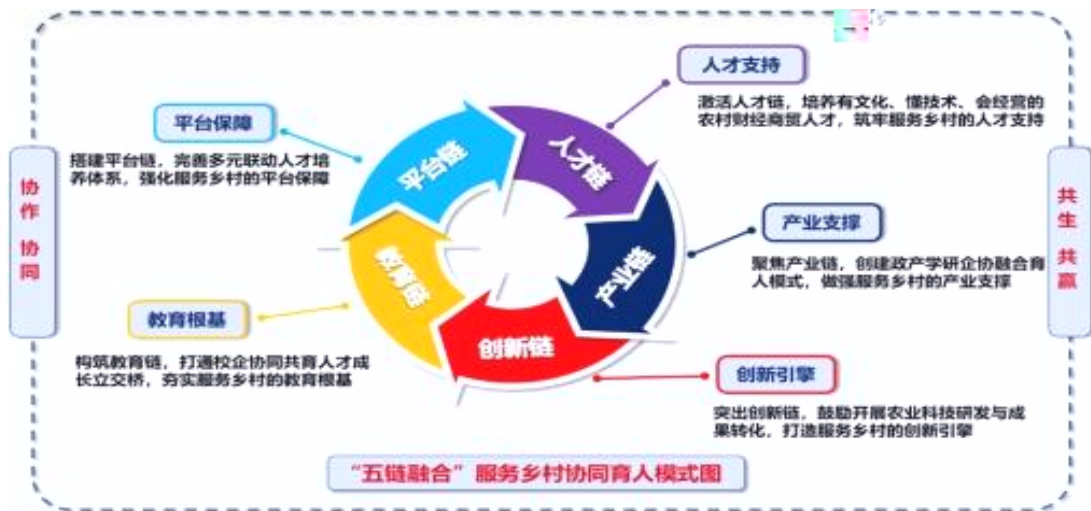 人才支持
激活人才链，培养有文化、懂技术、会经营的
农村财经商贸人才，筑牢服务乡村的人才支持
平台保障
搭建平台链，完善多元联动人才培
养体系，强化服务乡村的平台保障
平台链
人才链
协作 协同
共生 共赢
产业支撑
聚焦产业链，创建政产学研企协融合育
人模式，做强服务乡村的产业支撑
教育链
产业链
创新链
教育根基
构筑教育链，打通校企协同共育人才成
长立交桥，夯实服务乡村的教育根基
创新引擎
突出创新链，鼓励开展农业科技研发与成
果转化，打造服务乡村的创新引擎
“五链融合”服务乡村协同育人模式图